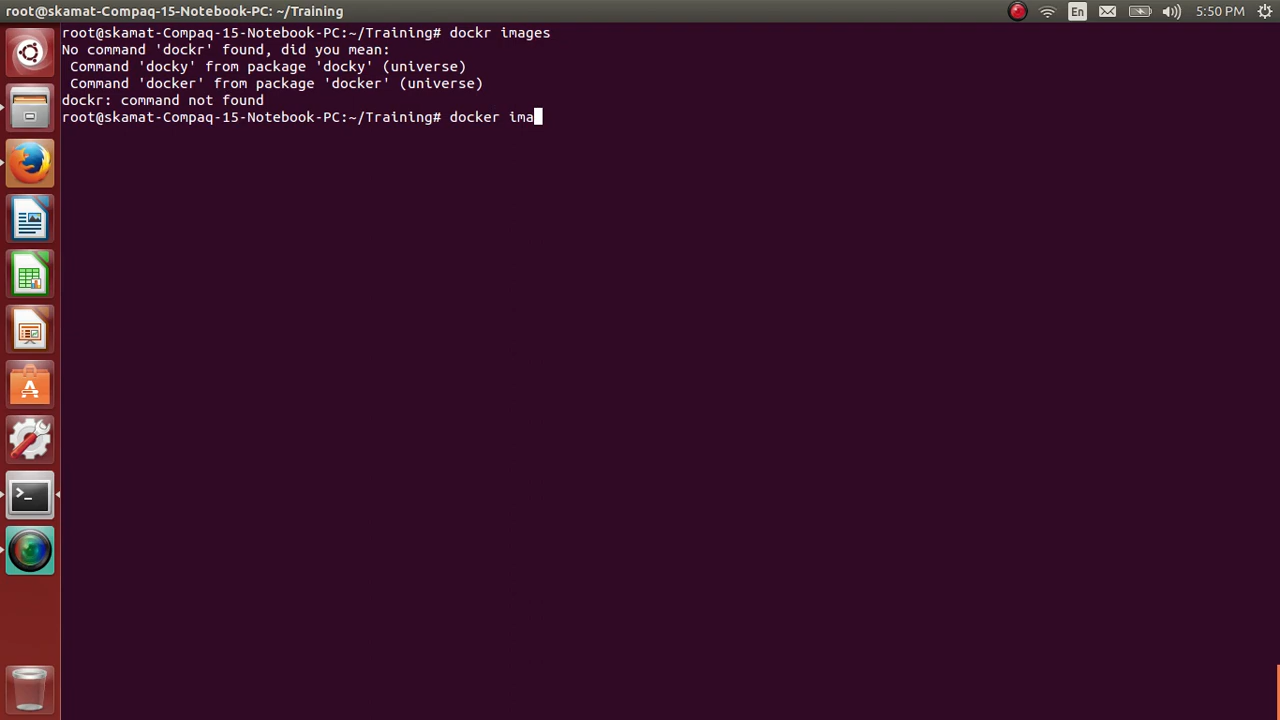 root@skamat-Compaq-15-Notebook-PC: ~/Training
En
5:50 PM
root@skamat-Compaq-15-Notebook-PC:~/Training# dockr images
No command 'dockr' found, did you mean:
 Command 'docky' from package 'docky' (universe)
 Command 'docker' from package 'docker' (universe)
dockr: command not found
root@skamat-Compaq-15-Notebook-PC:~/Training# docker ima